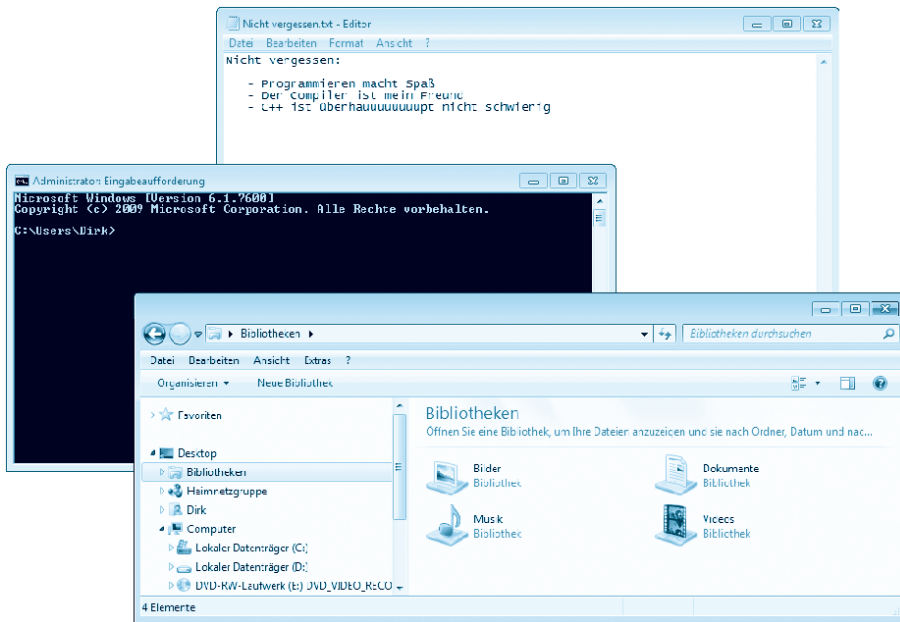 Nicht vergessen.txt - Editor
Datei Bearbeiten Format Ansicht ?
Nicht vergessen:
- Programmieren macht Spaß
- Der Compiler ist mein Freund
- C++ ist überhauuuuuuuupt nicht schwierig
Administrator: Eingabeaufforderung
Microsoft Windows [Version 6.1.7600]
Copyright (c) 2009 Microsoft Corporation. Alle Rechte vorbehalten.
C:\Users\Dirk>
Bibliotheken
Bibliotheken durchsuchen
Datei Bearbeiten Ansicht Extras ?
Organisieren Neue Bibliothek
Favoriten
Desktop
Bibliotheken
Heimnetzgruppe
Dirk
Computer
Lokaler Datenträger (C:)
Lokaler Datenträger (D:)
DVD-RW-Laufwerk (E:) DVD_VIDEO_RECO
Bibliotheken
Öffnen Sie eine Bibliothek, um Ihre Dateien anzuzeigen und sie nach Ordner, Datum und nac...
Bilder
Bibliothek
Dokumente
Bibliothek
Musik
Bibliothek
Videos
Bibliothek
4 Elemente